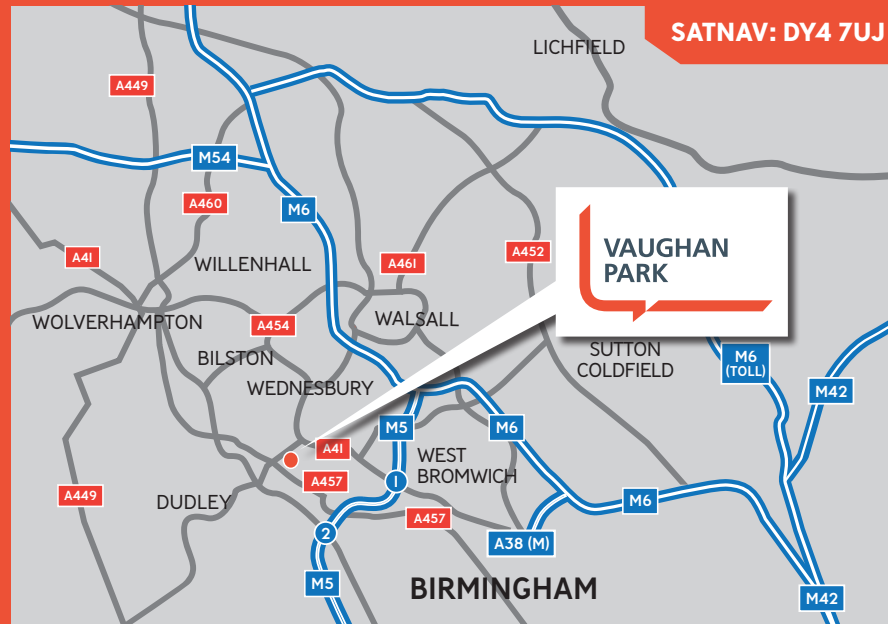 SATNAV: DY4 7UJ
LICHFIELD
A449
M54
A460
M6
A41
WILLENHALL
A461
A452
VAUGHAN
PARK
WOLVERHAMPTON
A454
WALSALL
BILSTON
SUTTON
COLDFIELD
M6
(TOLL)
WEDNESBURY
M42
M5
M6
A41
WEST
BROMWICH
A457
1
A449
DUDLEY
M6
A457
2
A38 (M)
M5
BIRMINGHAM
M42